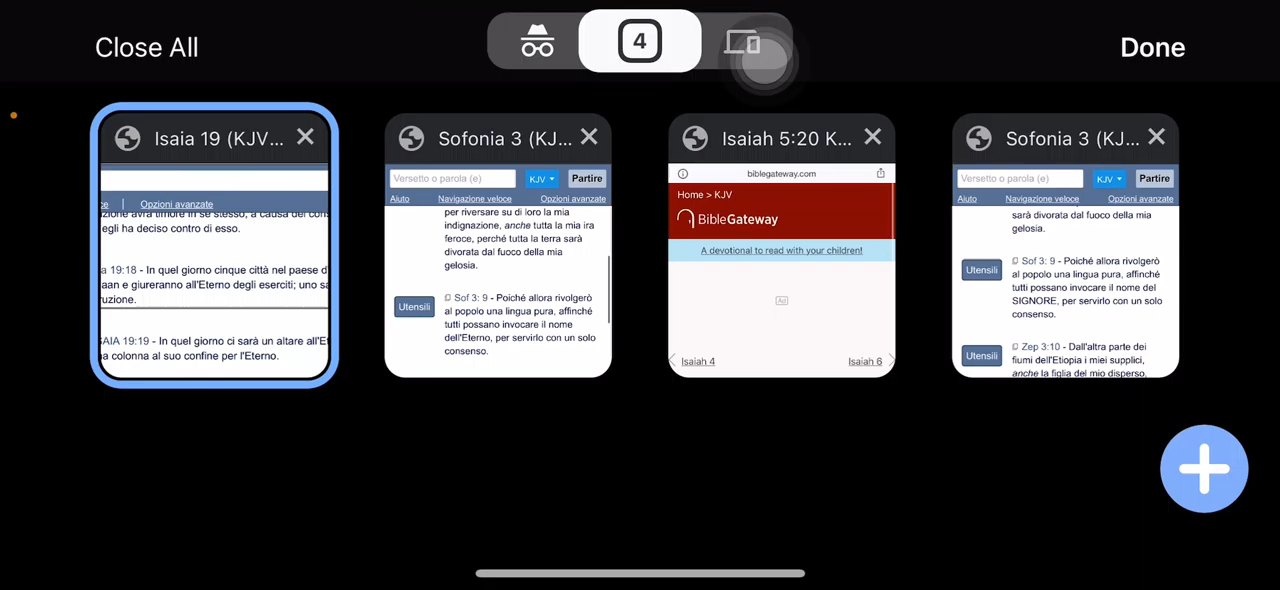 Close All
4
Done
Isaia 19 (KJV...
ce | Opzioni avanzate
egli ha deciso contro di esso.
a 19:18 - In quel giorno cinque città nel paese d
aan e giureranno all'Eterno degli eserciti; uno sa
ruzione.
SAIA 19:19 - In quel giorno ci sarà un altare all'Et
na colonna al suo confine per l'Eterno.
Sofonia 3 (KJ...
Versetto o parola (e)
KJV
Partire
Aiuto
Navigazione veloce
Opzioni avanzate
per riversare su di loro la mia
indignazione, anche tutta la mia ira
feroce, perché tutta la terra sarà
divorata dal fuoco della mia
gelosia.
Utensili
Sof 3: 9 - Poiché allora rivolgerò
al popolo una lingua pura, affinché
tutti possano invocare il nome
dell'Eterno, per servirlo con un solo
consenso.
Isaiah 5:20 K...
biblegateway.com
Home > KJV
BibleGateway
A devotional to read with your children!
Ad
Isaiah 4
Isaiah 6
Sofonia 3 (KJ...
Versetto o parola (e)
KJV
Partire
Aiuto
Navigazione veloce
Opzioni avanzate
sarà divorata dal fuoco della mia
gelosia.
Utensili
Sof 3: 9 - Poiché allora rivolgerò
al popolo una lingua pura, affinché
tutti possano invocare il nome del
SIGNORE, per servirlo con un solo
consenso.
Utensili
Zep 3:10 - Dall'altra parte dei
fiumi dell'Etiopia i miei supplici,
anche la figlia del mio disperso,